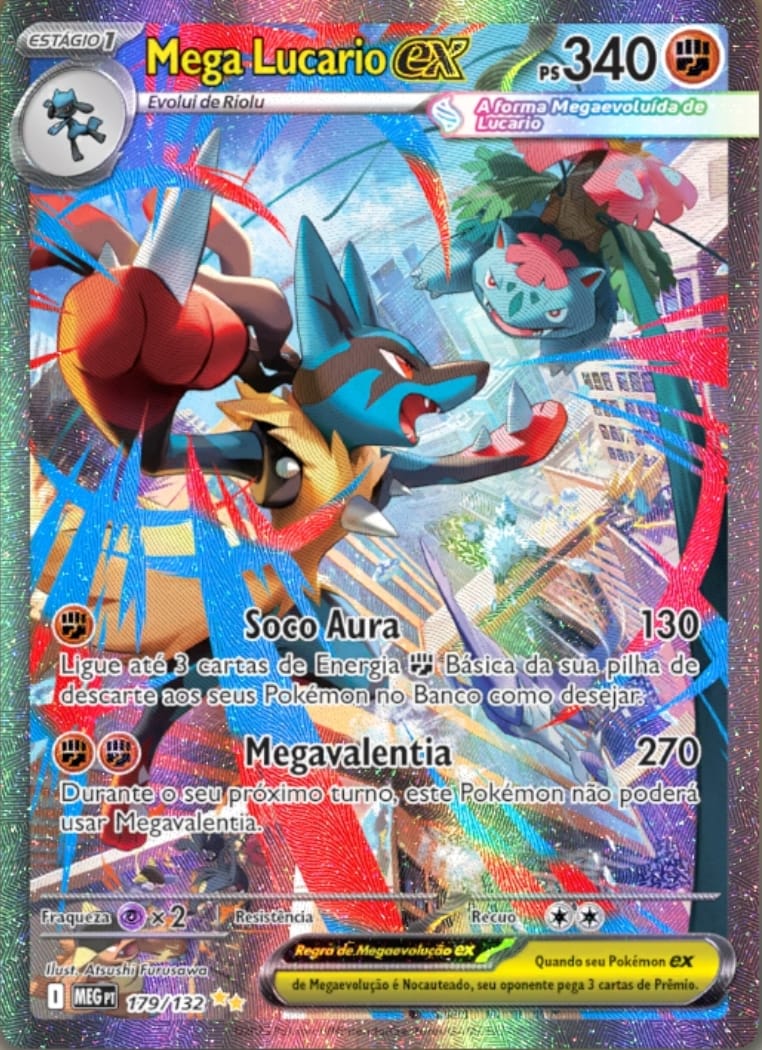 ESTÁGIO 1
Mega Lucario ex
PS 340
Evolui de Riolu
A forma Megaevoluída de
Lucario
Soco Aura 130
Ligue até 3 cartas de Energia Básica da sua pilha de
descarte aos seus Pokémon no Banco como desejar.
Megavalentia 270
Durante o seu próximo turno, este Pokémon não poderá
usar Megavalentia.
Fraqueza ×2 Resistência Recuo
Ilust. Atsushi Furusawa
I MEG PT 179/132
Regra de Megaevolução ex
Quando seu Pokémon ex
de Megaevolução é Nocauteado, seu oponente pega 3 cartas de Prêmio.